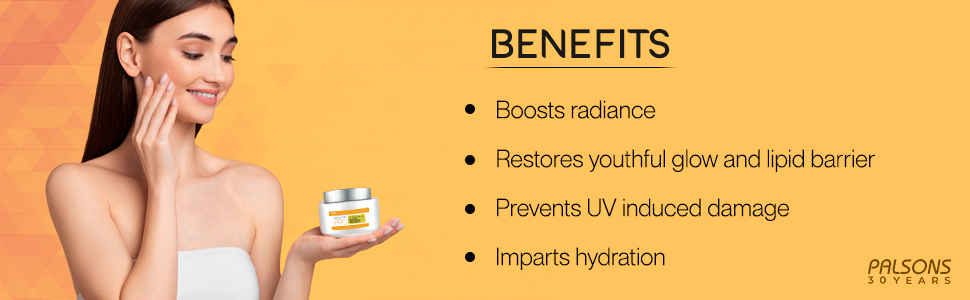 BENEFITS
Boosts radiance
Restores youthful glow and lipid barrier
Prevents UV induced damage
Imparts hydration
PALSONS
30 YEARS